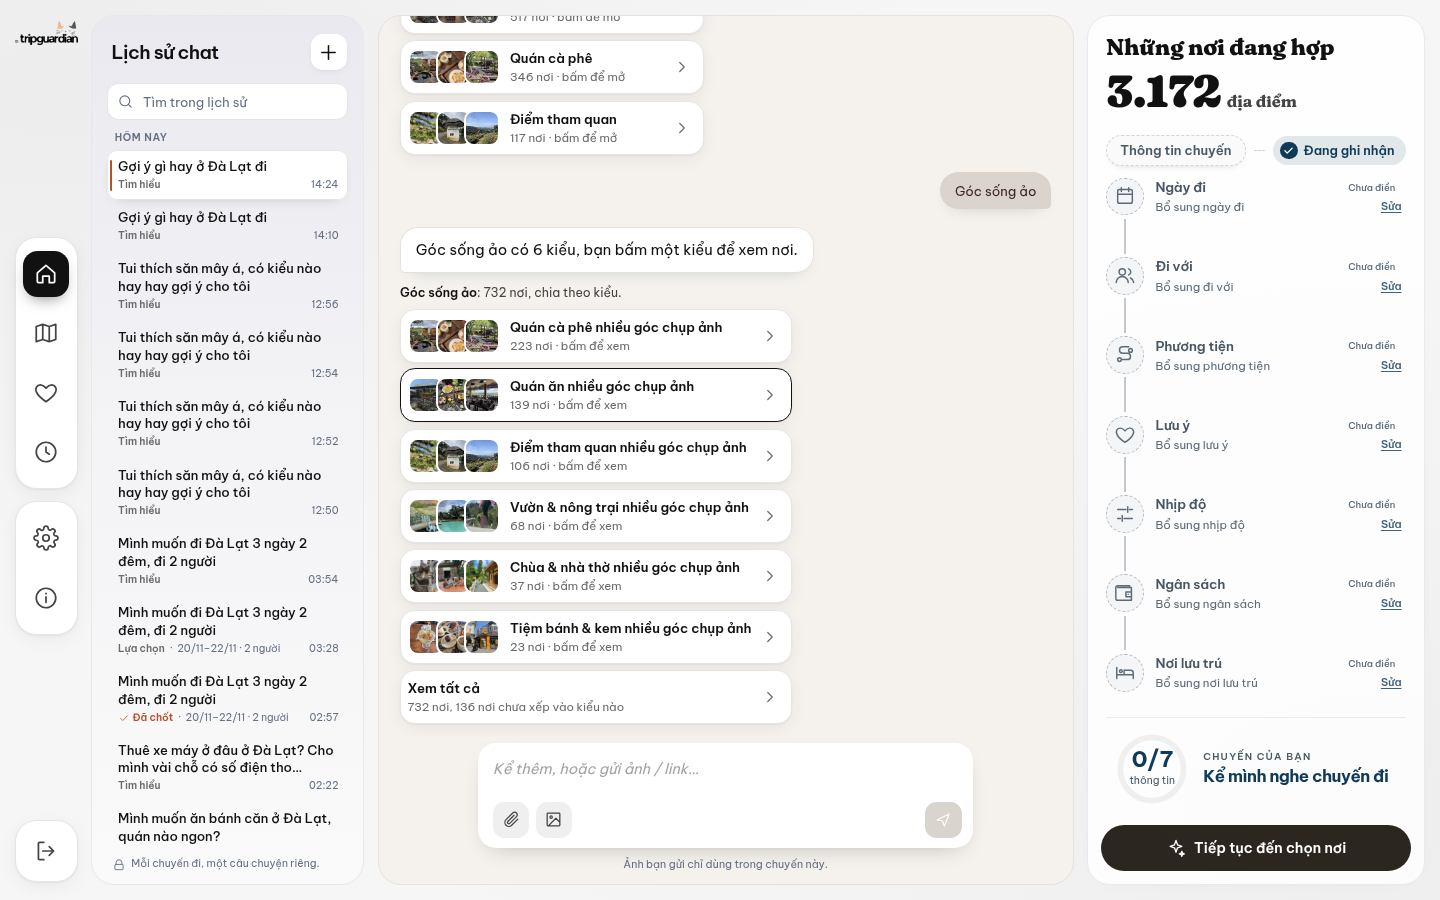 tripguardian
Lịch sử chat
Tìm trong lịch sử
HÔM NAY
Gợi ý gì hay ở Đà Lạt đi
Tìm hiểu 14:24
Gợi ý gì hay ở Đà Lạt đi
Tìm hiểu 14:10
Tui thích săn mây á, có kiểu nào
hay hay gợi ý cho tôi
Tìm hiểu 12:56
Tui thích săn mây á, có kiểu nào
hay hay gợi ý cho tôi
Tìm hiểu 12:54
Tui thích săn mây á, có kiểu nào
hay hay gợi ý cho tôi
Tìm hiểu 12:52
Tui thích săn mây á, có kiểu nào
hay hay gợi ý cho tôi
Tìm hiểu 12:50
Mình muốn đi Đà Lạt 3 ngày 2
đêm, đi 2 người
Tìm hiểu 03:54
Mình muốn đi Đà Lạt 3 ngày 2
đêm, đi 2 người
Lựa chọn · 20/11–22/11 · 2 người 03:28
Mình muốn đi Đà Lạt 3 ngày 2
đêm, đi 2 người
Đã chốt · 20/11–22/11 · 2 người 02:57
Thuê xe máy ở đâu ở Đà Lạt? Cho
mình vài chỗ có số điện tho...
Tìm hiểu 02:22
Mình muốn ăn bánh căn ở Đà Lạt,
quán nào ngon?
Mỗi chuyến đi, một câu chuyện riêng.
517 nơi · bấm để mở
Quán cà phê
346 nơi · bấm để mở
Điểm tham quan
117 nơi · bấm để mở
Góc sống ảo
Góc sống ảo có 6 kiểu, bạn bấm một kiểu để xem nơi.
Góc sống ảo: 732 nơi, chia theo kiểu.
Quán cà phê nhiều góc chụp ảnh
223 nơi · bấm để xem
Quán ăn nhiều góc chụp ảnh
139 nơi · bấm để xem
Điểm tham quan nhiều góc chụp ảnh
106 nơi · bấm để xem
Vườn & nông trại nhiều góc chụp ảnh
68 nơi · bấm để xem
Chùa & nhà thờ nhiều góc chụp ảnh
37 nơi · bấm để xem
Tiệm bánh & kem nhiều góc chụp ảnh
23 nơi · bấm để xem
Xem tất cả
732 nơi, 136 nơi chưa xếp vào kiểu nào
Kể thêm, hoặc gửi ảnh / link...
Ảnh bạn gửi chỉ dùng trong chuyến này.
Những nơi đang hợp
3.172 địa điểm
Thông tin chuyến Đang ghi nhận
Ngày đi Chưa điền
Bổ sung ngày đi Sửa
Đi với Chưa điền
Bổ sung đi với Sửa
Phương tiện Chưa điền
Bổ sung phương tiện Sửa
Lưu ý Chưa điền
Bổ sung lưu ý Sửa
Nhịp độ Chưa điền
Bổ sung nhịp độ Sửa
Ngân sách Chưa điền
Bổ sung ngân sách Sửa
Nơi lưu trú Chưa điền
Bổ sung nơi lưu trú Sửa
0/7
thông tin
CHUYẾN CỦA BẠN
Kể mình nghe chuyến đi
Tiếp tục đến chọn nơi